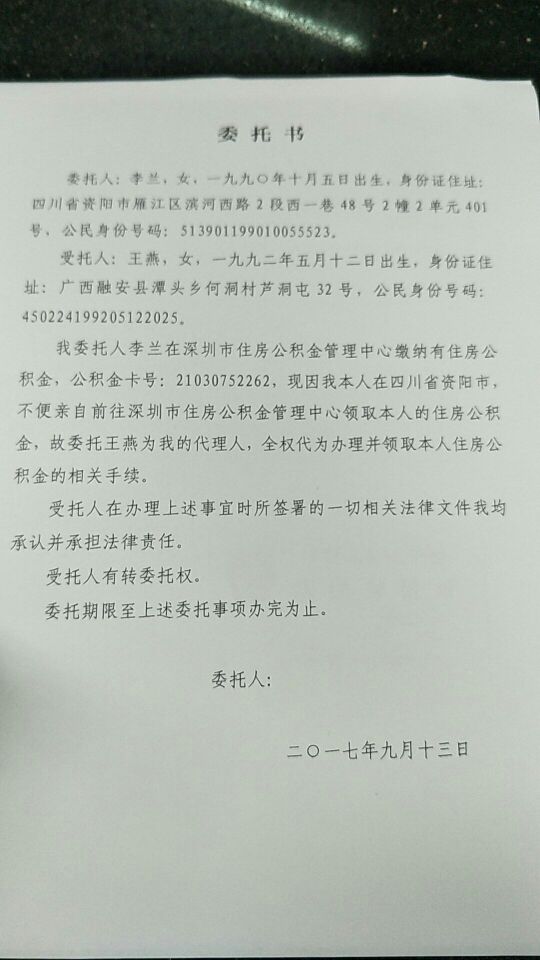 委托书
委托人：李兰，女，一九九〇年十月五日出生，身份证住址：
四川省资阳市雁江区滨河西路2段西一巷48号2幢2单元401
号，公民身份号码：513901199010055523。
受托人：王燕，女，一九九二年五月十二日出生，身份证住
址：广西融安县潭头乡何洞村芦洞屯32号，公民身份号码：
450224199205122025。
我委托人李兰在深圳市住房公积金管理中心缴纳有住房公
积金，公积金卡号：21030752262，现因我本人在四川省资阳市，
不便亲自前往深圳市住房公积金管理中心领取本人的住房公积
金，故委托王燕为我的代理人，全权代为办理并领取本人住房公
积金的相关手续。
受托人在办理上述事宜时所签署的一切相关法律文件我均
承认并承担法律责任。
受托人有转委托权。
委托期限至上述委托事项办完为止。
委托人：
二〇一七年九月十三日